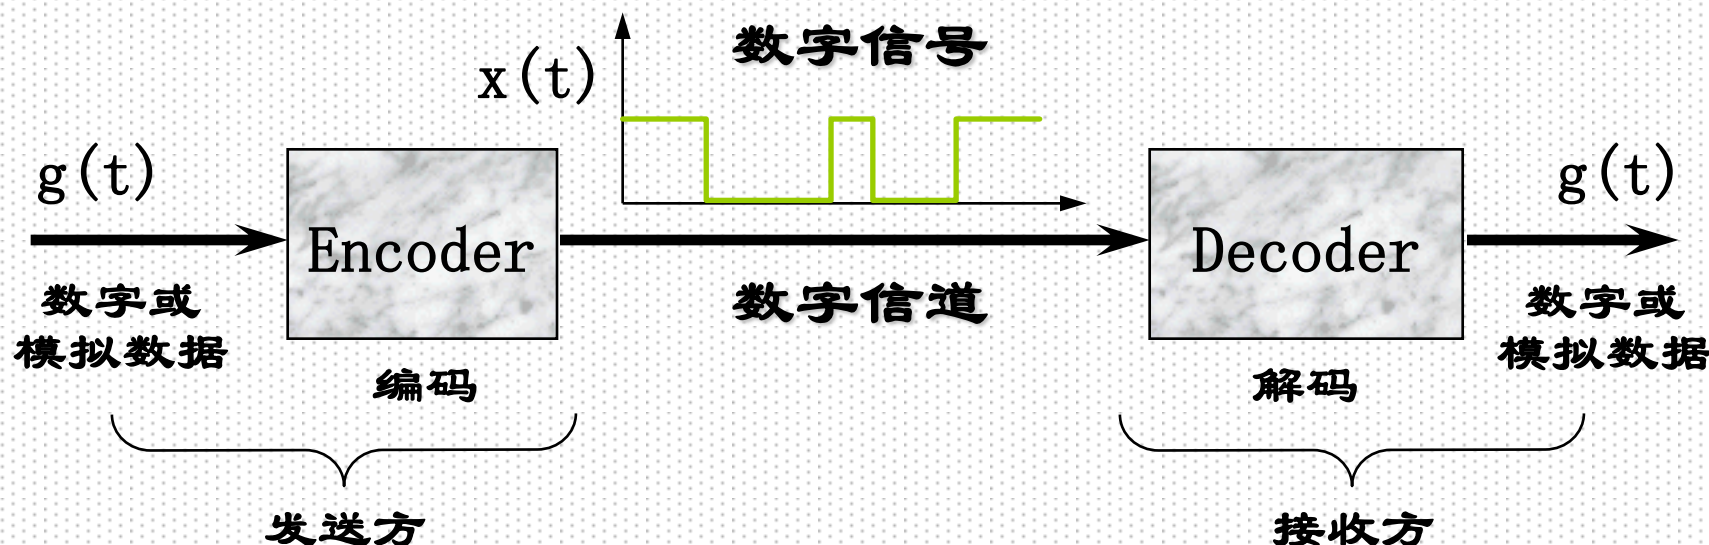 数字信号
x(t)
g(t)
Encoder
Decoder
g(t)
数字或
模拟数据
数字信道
数字或
模拟数据
编码
解码
发送方
接收方